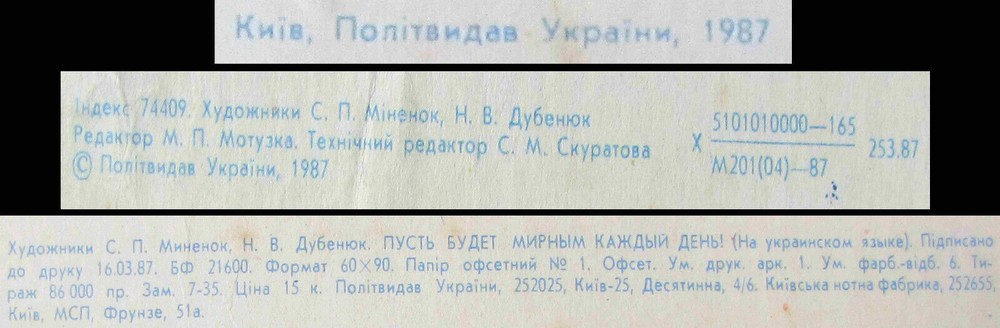 Київ, Політвидав України, 1987
Індекс 74409. Художники С. П. Міненок, Н. В. Дубенюк
Редактор М. П. Мотузка. Технічний редактор С. М. Скуратова
© Політвидав України, 1987
Х 5101010000—165 253.87
М201(04)—87
Художники С. П. Миненок, Н. В. Дубенюк. ПУСТЬ БУДЕТ МИРНЫМ КАЖДЫЙ ДЕНЬ! (На украинском языке). Підписано
до друку 16.03.87. БФ 21600. Формат 60×90. Папір офсетний № 1. Офсет. Ум. друк. арк. 1. Ум. фарб.-відб. 6. Ти-
раж 86 000 пр. Зам. 7-35. Ціна 15 к. Політвидав України, 252025, Київ-25, Десятинна, 4/6. Київська нотна фабрика, 252655,
Київ, МСП, Фрунзе, 51а.